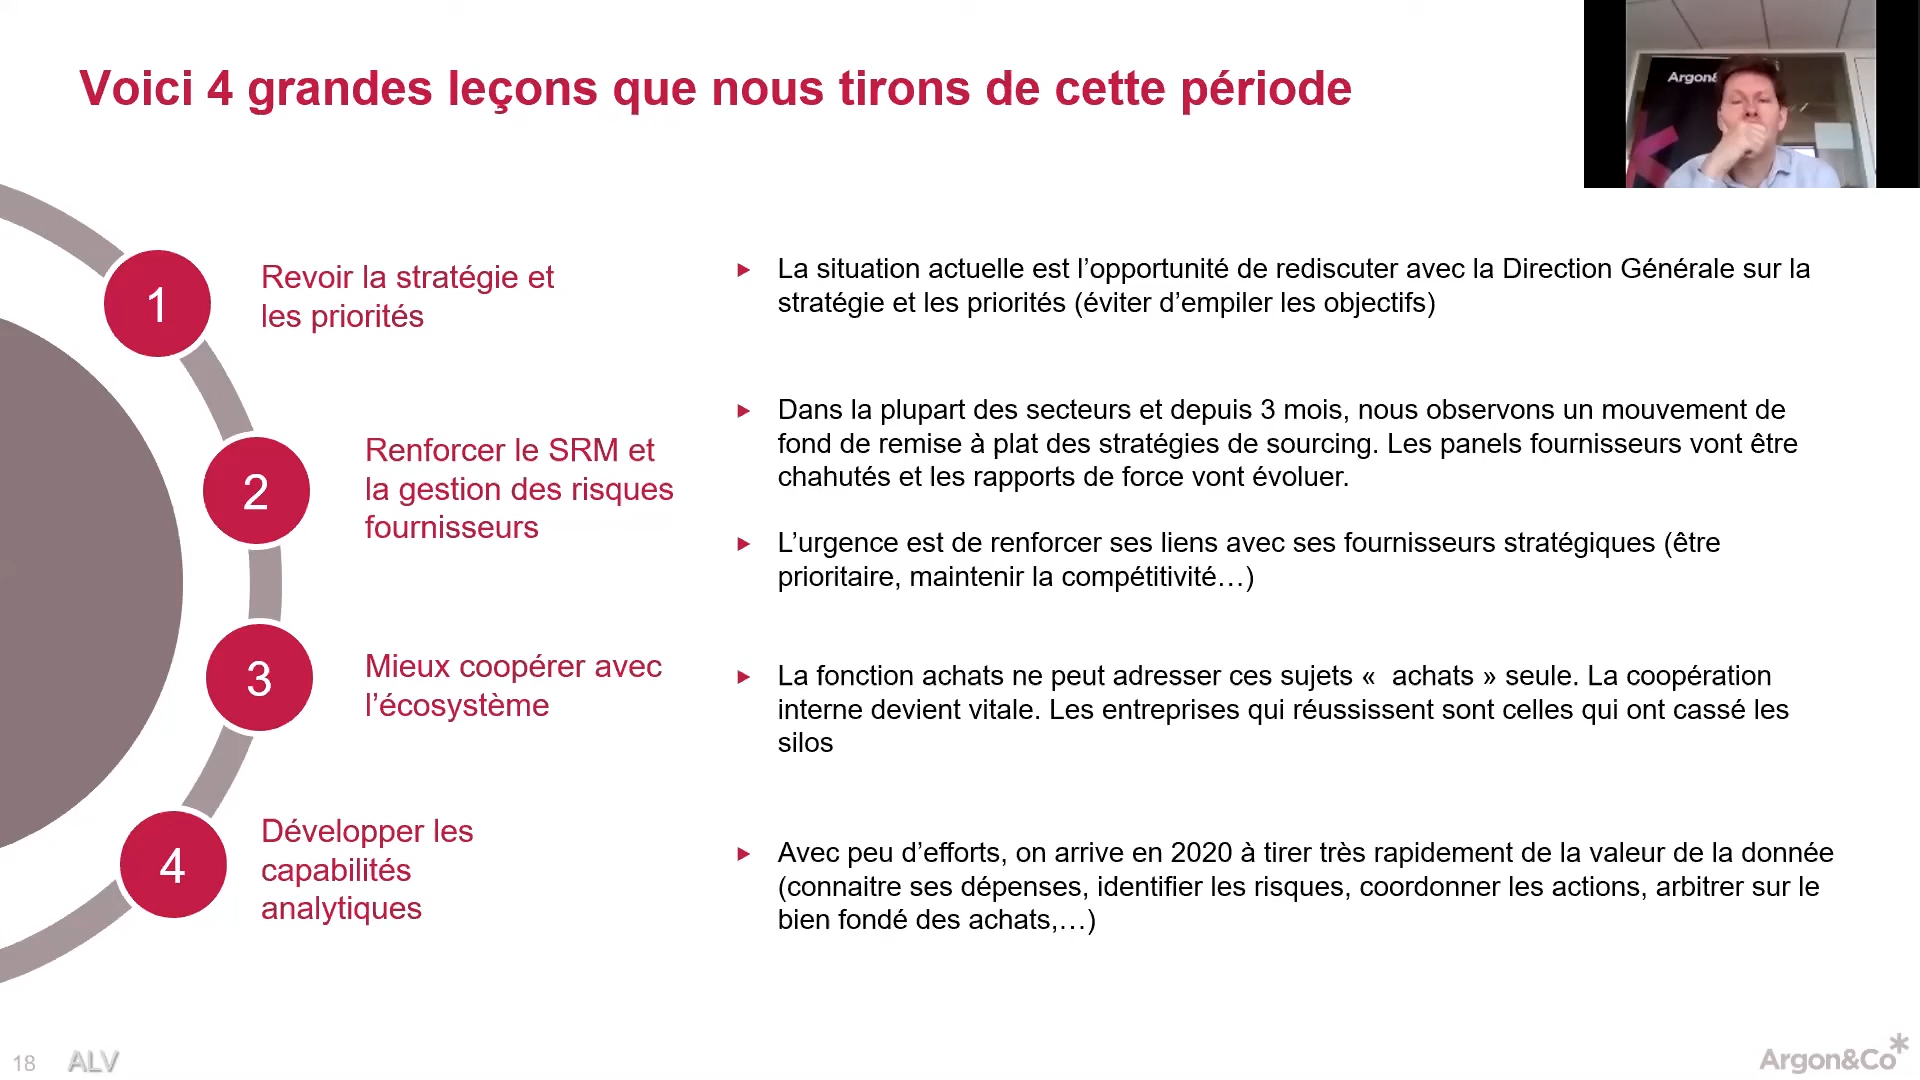 Voici 4 grandes leçons que nous tirons de cette période
Argon&
1
Revoir la stratégie et
les priorités
La situation actuelle est l’opportunité de rediscuter avec la Direction Générale sur la
stratégie et les priorités (éviter d’empiler les objectifs)
2
Renforcer le SRM et
la gestion des risques
fournisseurs
Dans la plupart des secteurs et depuis 3 mois, nous observons un mouvement de
fond de remise à plat des stratégies de sourcing. Les panels fournisseurs vont être
chahutés et les rapports de force vont évoluer.
L’urgence est de renforcer ses liens avec ses fournisseurs stratégiques (être
prioritaire, maintenir la compétitivité…)
3
Mieux coopérer avec
l’écosystème
La fonction achats ne peut adresser ces sujets «  achats » seule. La coopération
interne devient vitale. Les entreprises qui réussissent sont celles qui ont cassé les
silos
4
Développer les
capabilités
analytiques
Avec peu d’efforts, on arrive en 2020 à tirer très rapidement de la valeur de la donnée
(connaitre ses dépenses, identifier les risques, coordonner les actions, arbitrer sur le
bien fondé des achats,…)
18 ALV
Argon&Co